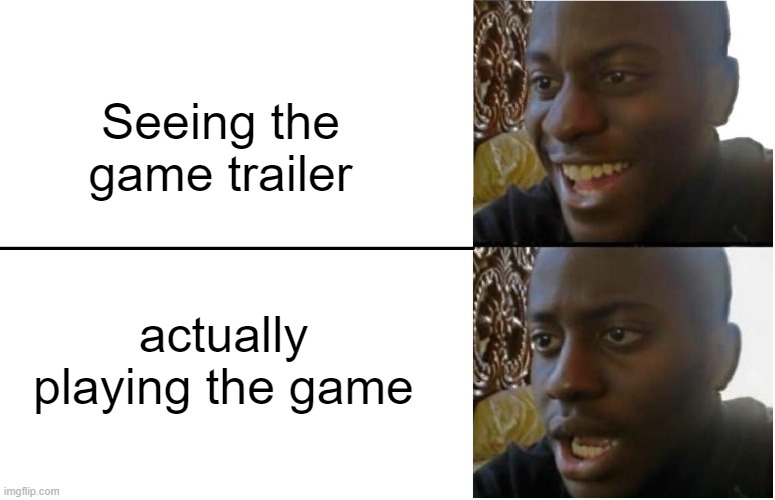 Seeing the
game trailer
actually
playing the game
imgflip.com